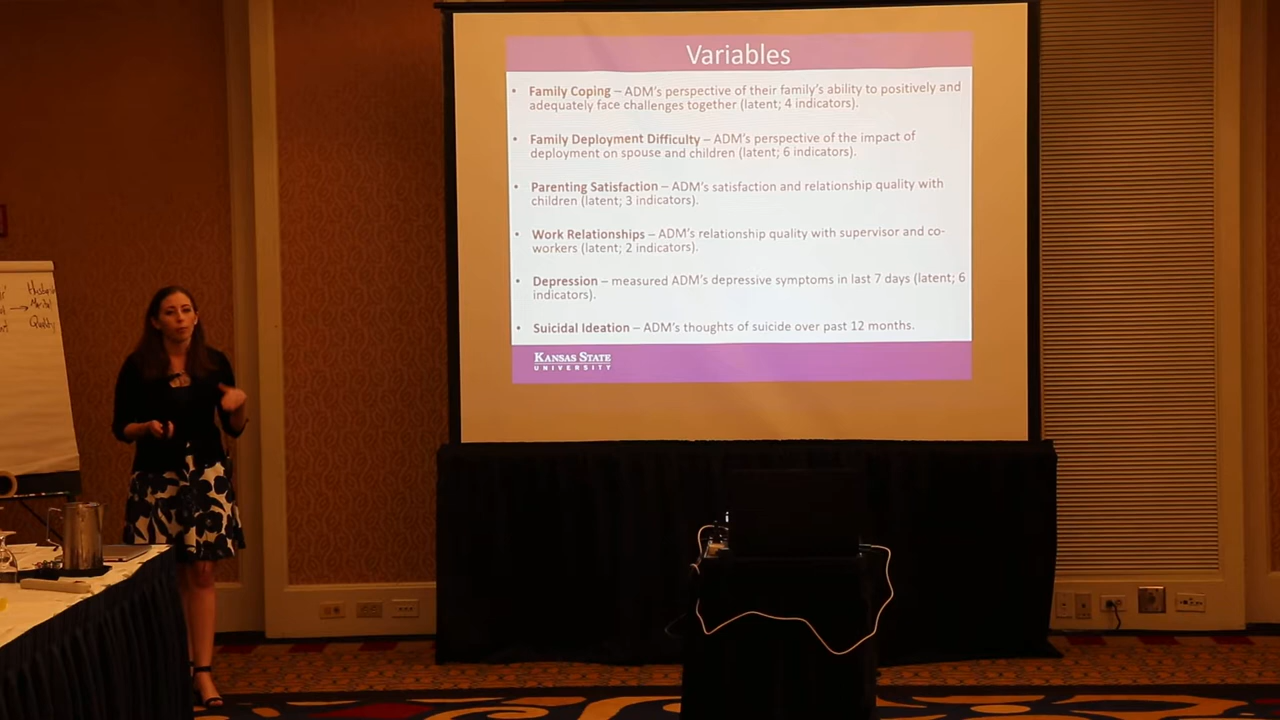 Variables
• Family Coping – ADM's perspective of their family's ability to positively and
adequately face challenges together (latent; 4 indicators).
• Family Deployment Difficulty – ADM's perspective of the impact of
deployment on spouse and children (latent; 6 indicators).
• Parenting Satisfaction – ADM's satisfaction and relationship quality with
children (latent; 3 indicators).
• Work Relationships – ADM's relationship quality with supervisor and co-
workers (latent; 2 indicators).
• Depression – measured ADM's depressive symptoms in last 7 days (latent; 6
indicators).
• Suicidal Ideation – ADM's thoughts of suicide over past 12 months.
KANSAS STATE
UNIVERSITY
Quality